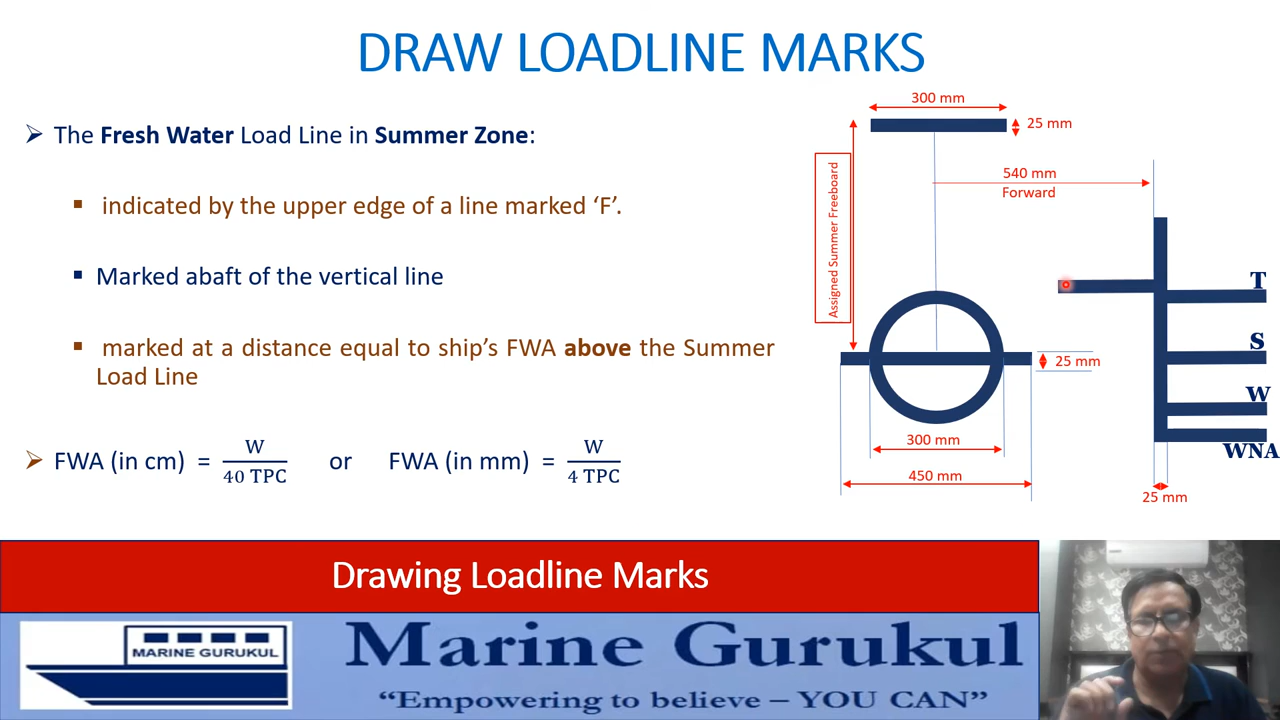 DRAW LOADLINE MARKS
➢ The Fresh Water Load Line in Summer Zone:
▪ indicated by the upper edge of a line marked ‘F’.
▪ Marked abaft of the vertical line
▪ marked at a distance equal to ship’s FWA above the Summer
Load Line
➢ FWA (in cm) = W / 40 TPC or FWA (in mm) = W / 4 TPC
300 mm
25 mm
540 mm
Forward
Assigned Summer Freeboard
T
S
25 mm
W
300 mm
WNA
450 mm
25 mm
Drawing Loadline Marks
MARINE GURUKUL
Marine Gurukul
“Empowering to believe – YOU CAN”